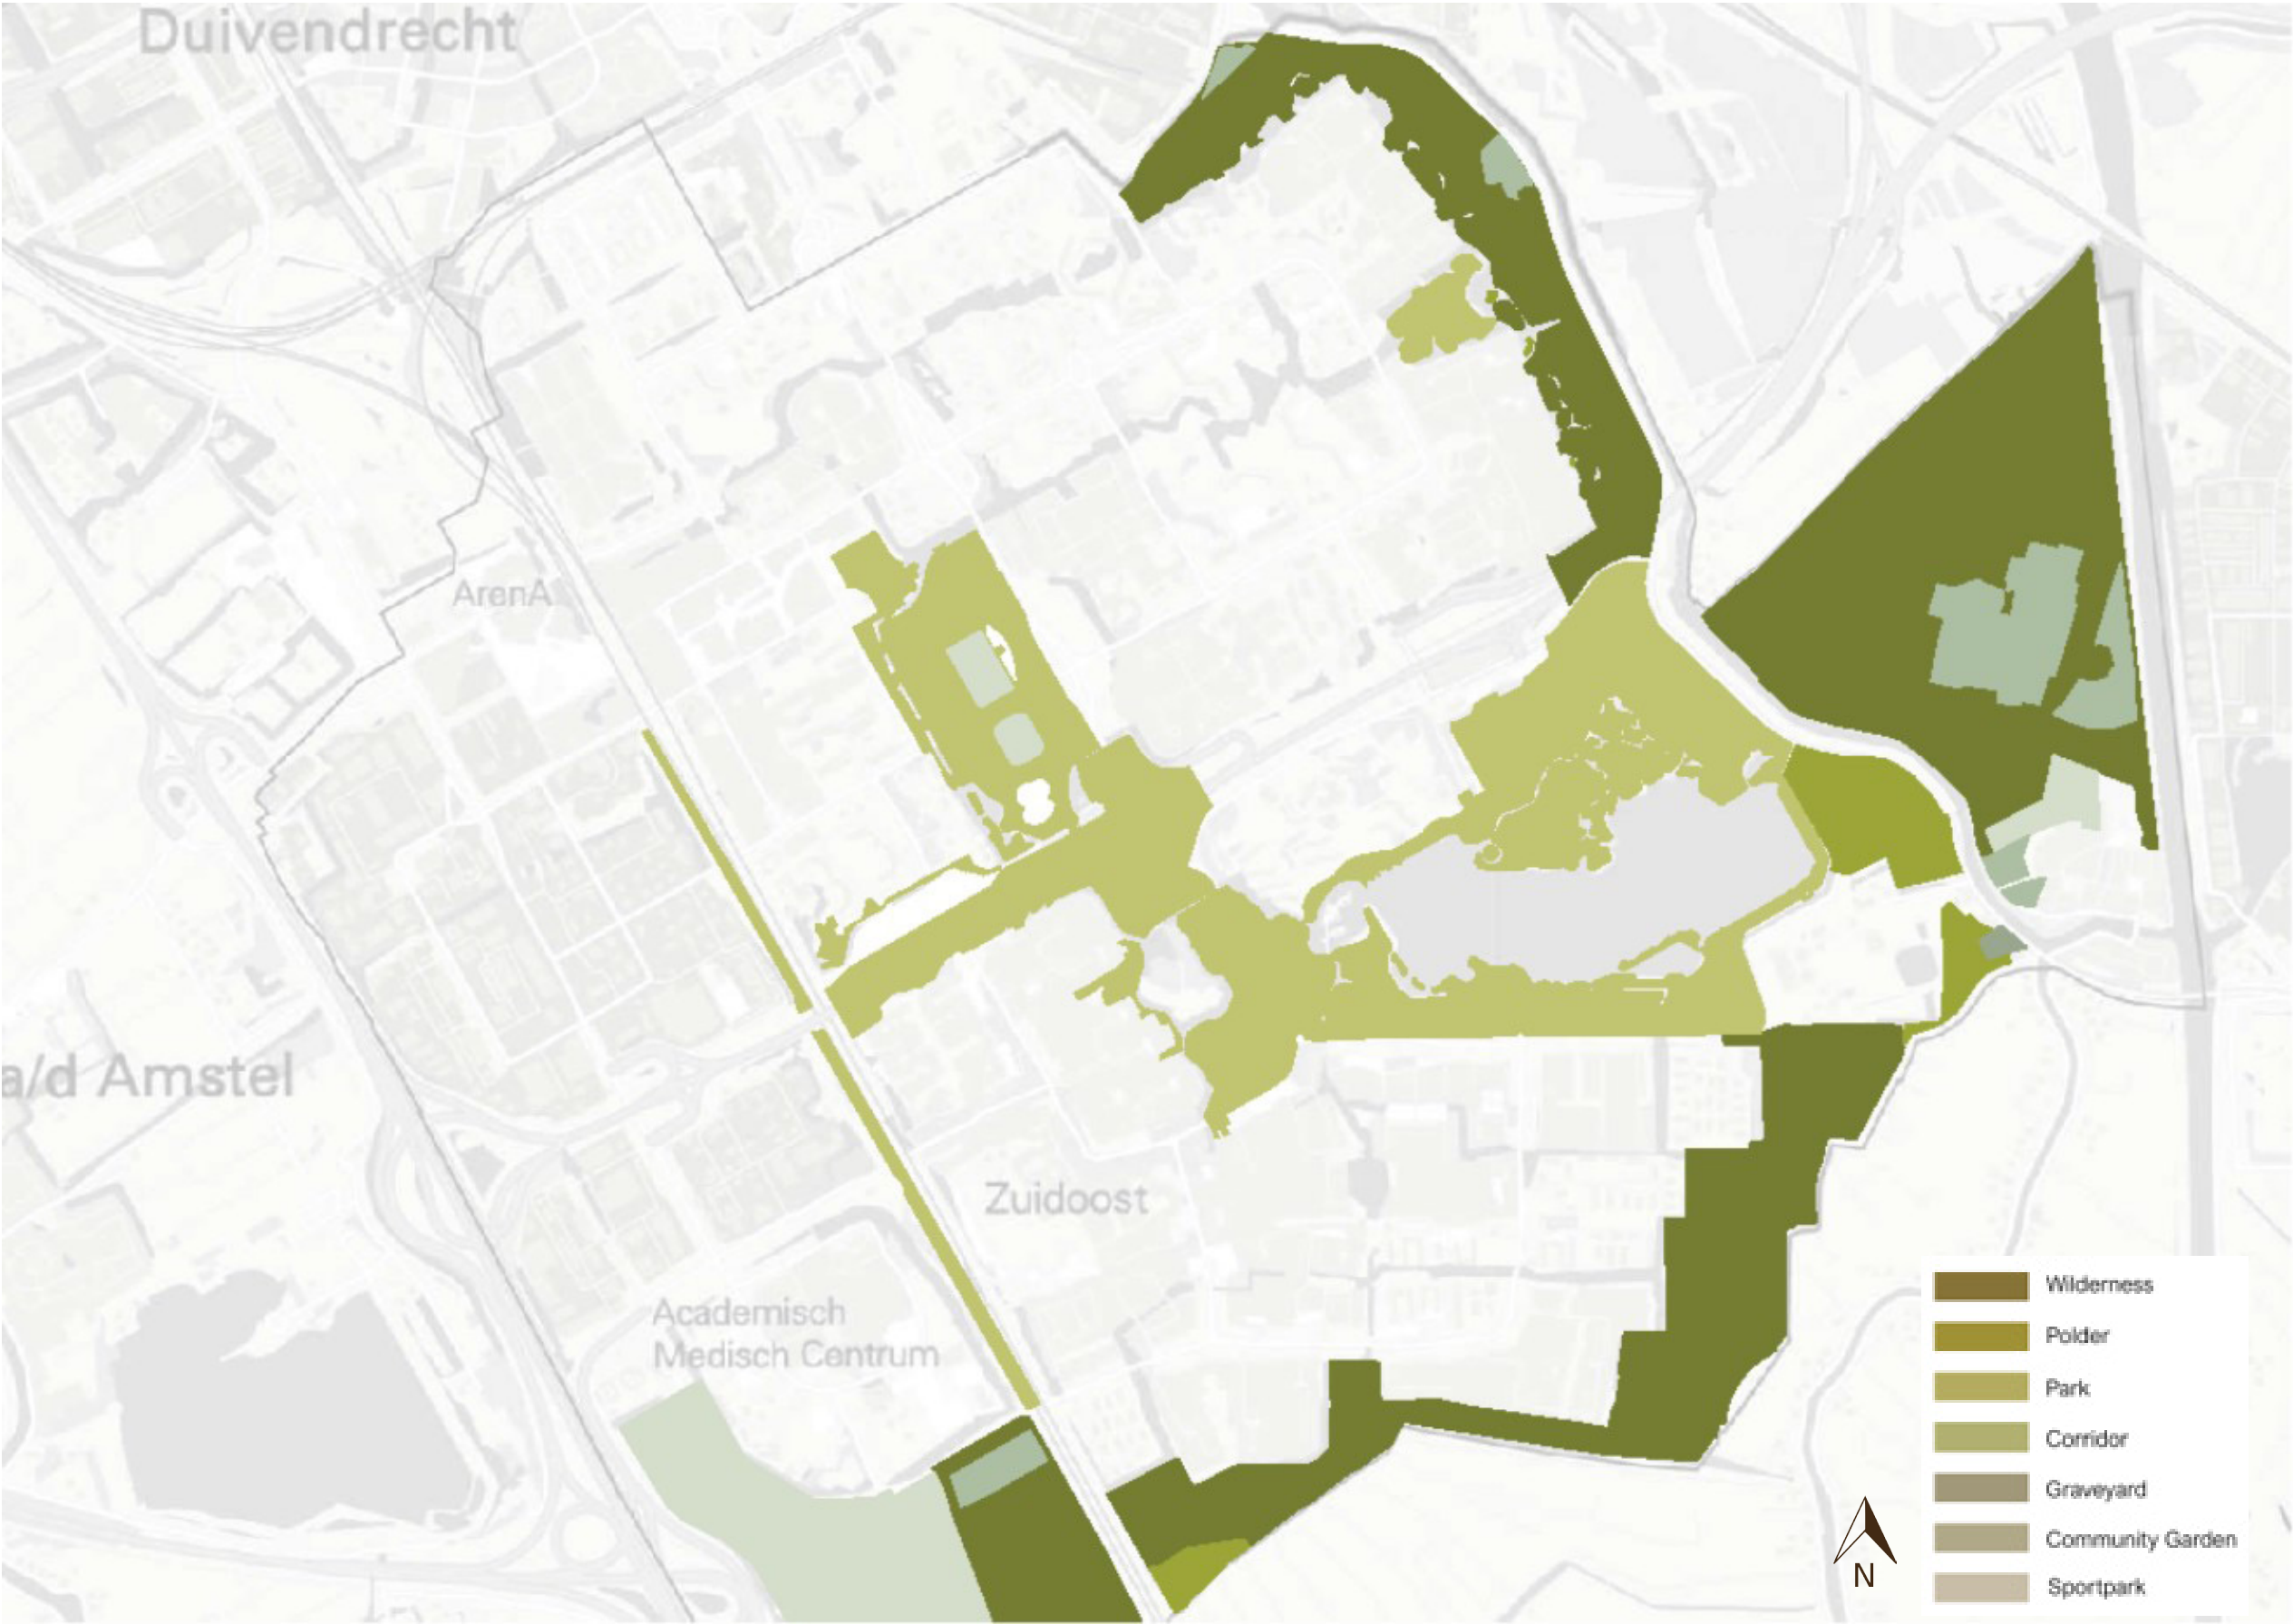 Duivendrecht
ArenA
a/d Amstel
Zuidoost
Academisch
Medisch Centrum
Wilderness
Polder
Park
Corridor
Graveyard
Community Garden
Sportpark
N